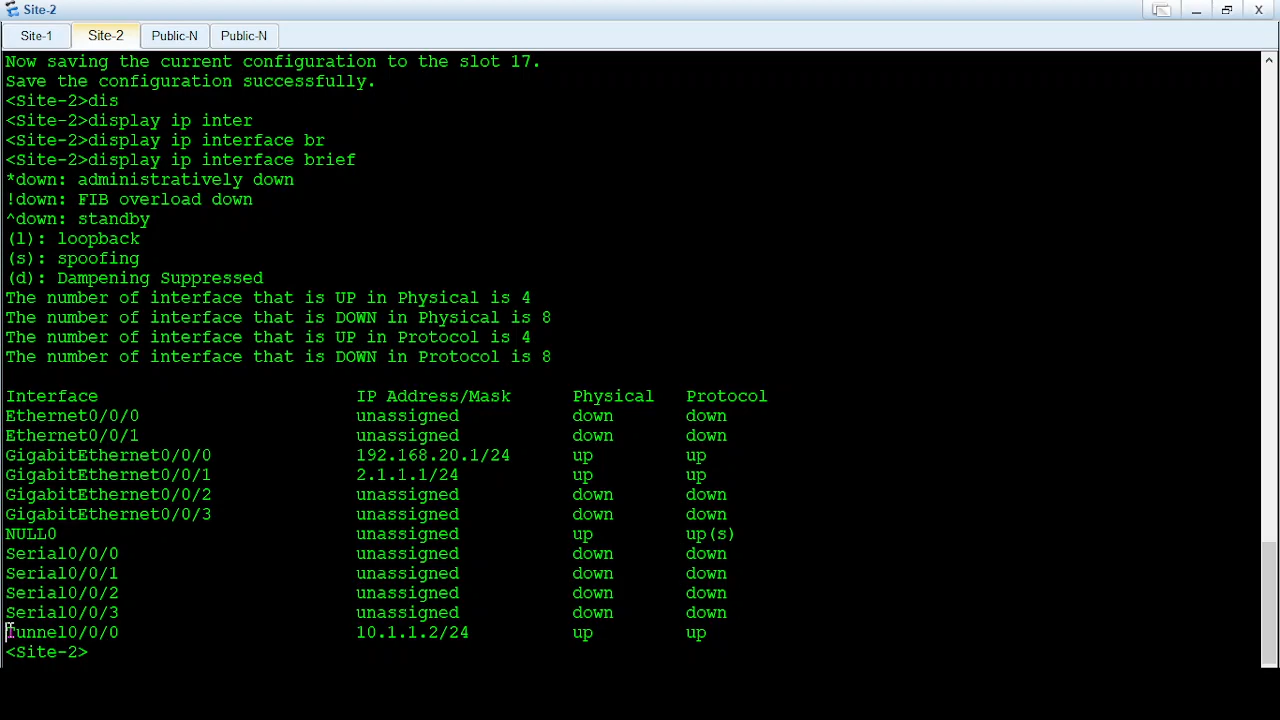 Site-2
Site-1 Site-2 Public-N Public-N
Now saving the current configuration to the slot 17.
Save the configuration successfully.
<Site-2>dis
<Site-2>display ip inter
<Site-2>display ip interface br
<Site-2>display ip interface brief
*down: administratively down
!down: FIB overload down
^down: standby
(l): loopback
(s): spoofing
(d): Dampening Suppressed
The number of interface that is UP in Physical is 4
The number of interface that is DOWN in Physical is 8
The number of interface that is UP in Protocol is 4
The number of interface that is DOWN in Protocol is 8
Interface IP Address/Mask Physical Protocol
Ethernet0/0/0 unassigned down down
Ethernet0/0/1 unassigned down down
GigabitEthernet0/0/0 192.168.20.1/24 up up
GigabitEthernet0/0/1 2.1.1.1/24 up up
GigabitEthernet0/0/2 unassigned down down
GigabitEthernet0/0/3 unassigned down down
NULL0 unassigned up up(s)
Serial0/0/0 unassigned down down
Serial0/0/1 unassigned down down
Serial0/0/2 unassigned down down
Serial0/0/3 unassigned down down
Tunnel0/0/0 10.1.1.2/24 up up
<Site-2>